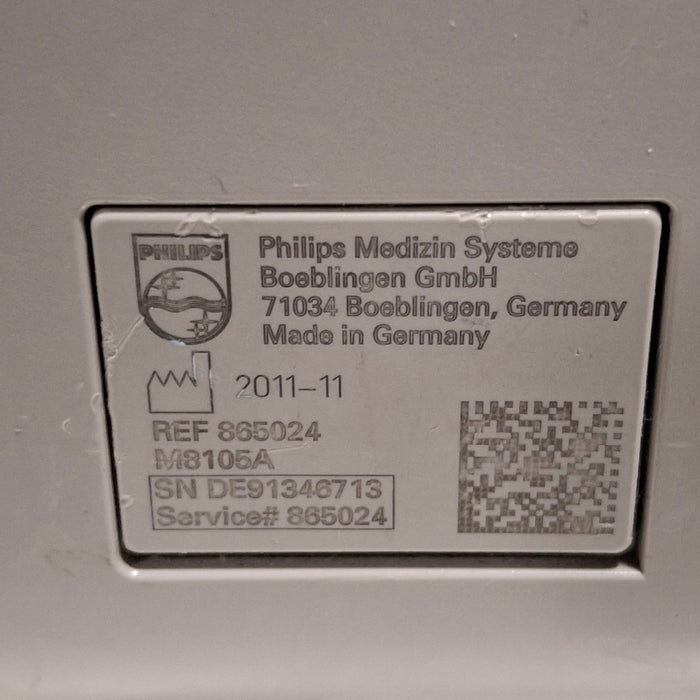 PHILIPS
Philips Medizin Systeme
Boeblingen GmbH
71034 Boeblingen, Germany
Made in Germany
2011-11
REF 865024
M8105A
SN DE91346713
Service# 865024